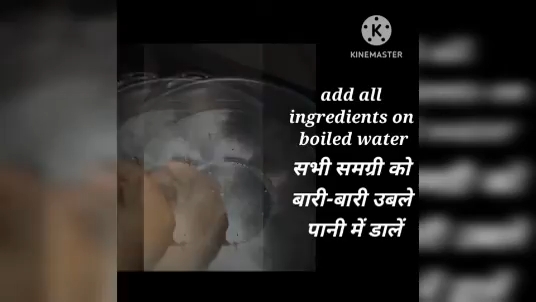 KINEMASTER
add all
ingredients on
boiled water
सभी समग्री को
बारी-बारी उबले
पानी में डालें